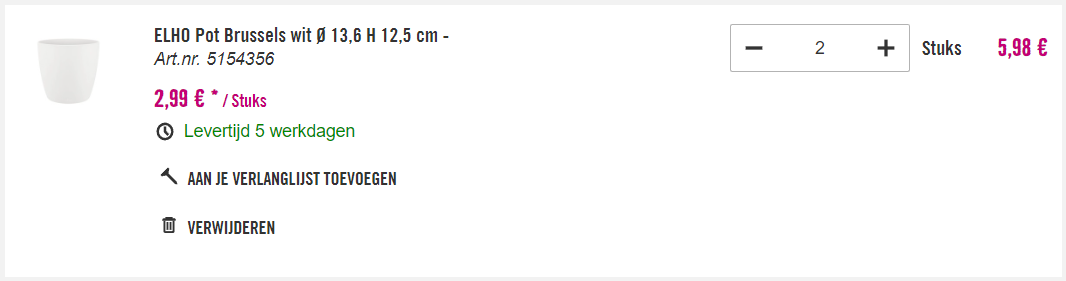 ELHO Pot Brussels wit Ø 13,6 H 12,5 cm -
Art.nr. 5154356
2 Stuks 5,98 €
2,99 € * / Stuks
Levertijd 5 werkdagen
AAN JE VERLANGLIJST TOEVOEGEN
VERWIJDEREN